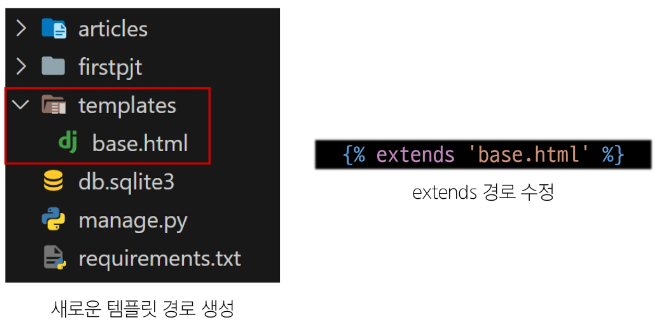 articles
firstpjt
templates
base.html
db.sqlite3
manage.py
requirements.txt
새로운 템플릿 경로 생성
{% extends 'base.html' %}
extends 경로 수정